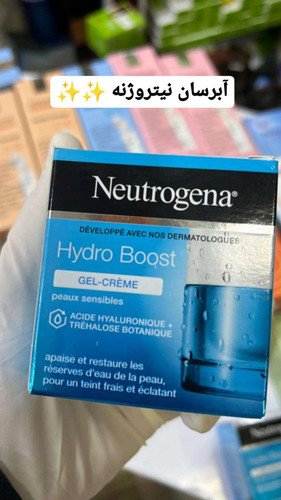 آبرسان نیتروژنه ✨✨
Neutrogena®
DÉVELOPPÉ AVEC NOS DERMATOLOGUES
Hydro Boost
GEL-CRÈME
peaux sensibles
ACIDE HYALURONIQUE +
TRÉHALOSE BOTANIQUE
apaise et restaure les
réserves d'eau de la peau,
pour un teint frais et éclatant
Neutrogena